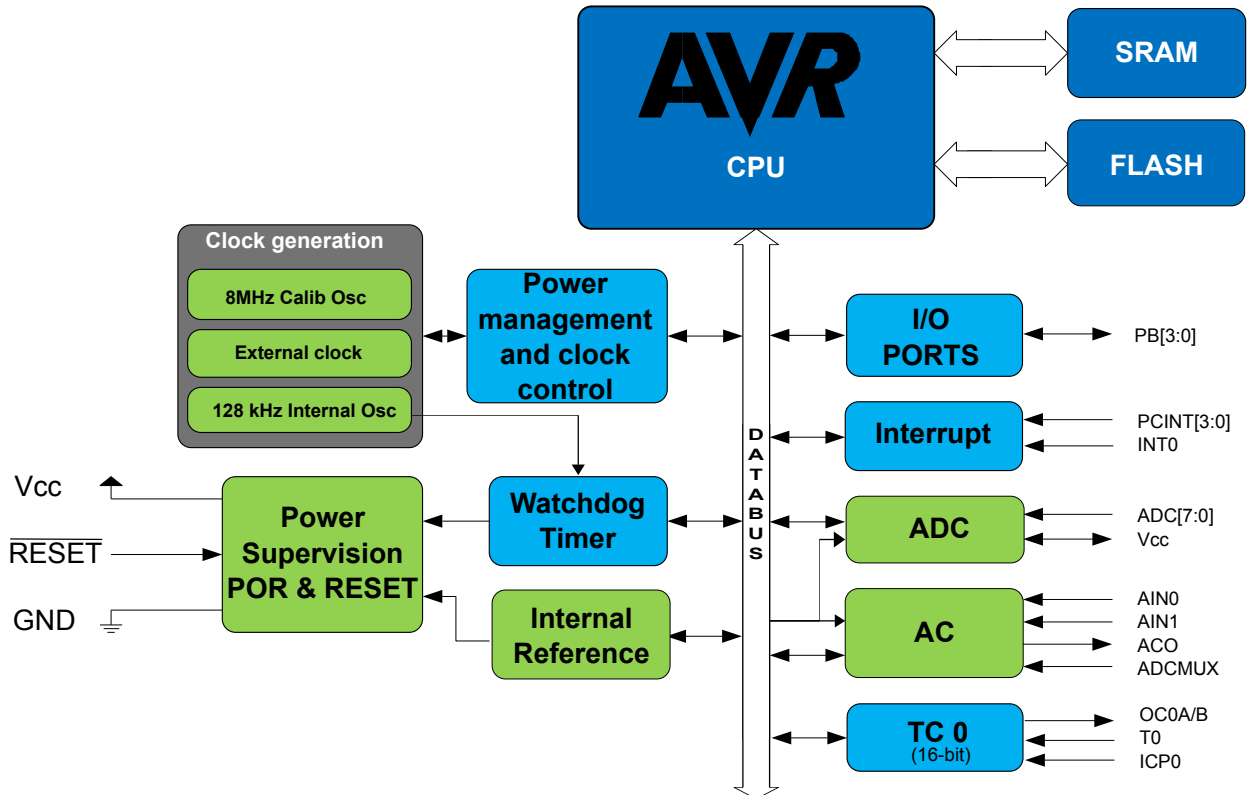 AVR
CPU
SRAM
FLASH
Clock generation
8MHz Calib Osc
External clock
128 kHz Internal Osc
Power
management
and clock
control
I/O
PORTS
PB[3:0]
Interrupt
PCINT[3:0]
INT0
DATABUS
Vcc
RESET
GND
Power
Supervision
POR & RESET
Watchdog
Timer
Internal
Reference
ADC
ADC[7:0]
Vcc
AC
AIN0
AIN1
ACO
ADCMUX
TC 0
(16-bit)
OC0A/B
T0
ICP0